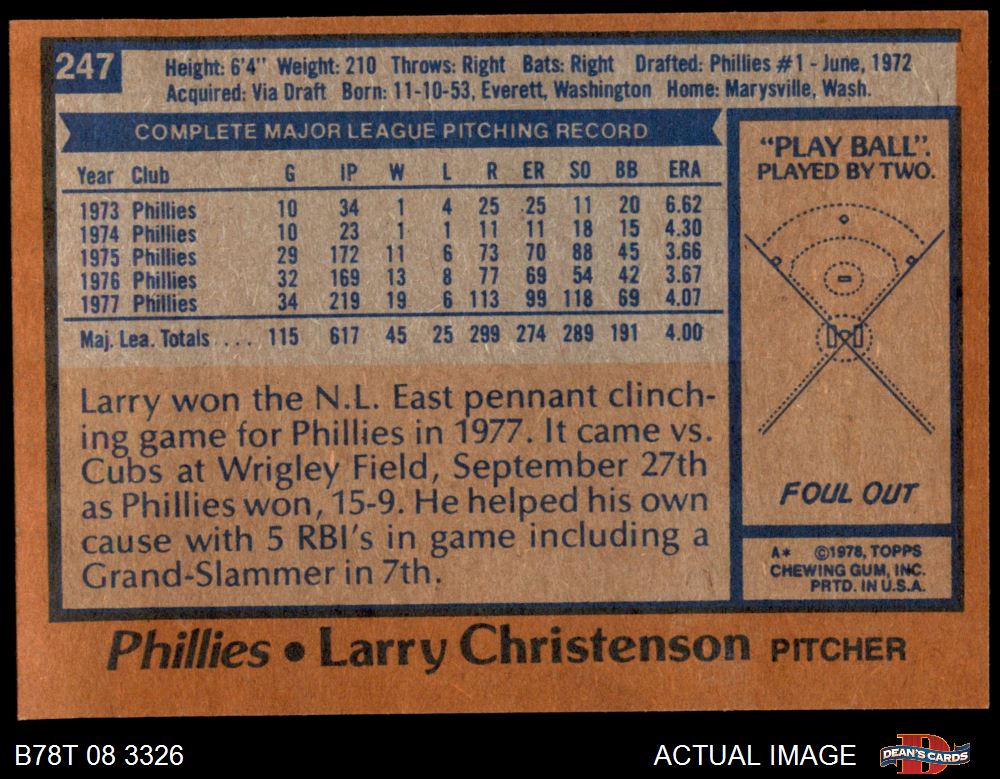 247
Height: 6'4" Weight: 210 Throws: Right Bats: Right Drafted: Phillies #1 - June, 1972
Acquired: Via Draft Born: 11-10-53, Everett, Washington Home: Marysville, Wash.
COMPLETE MAJOR LEAGUE PITCHING RECORD
Year Club G IP W L R ER SO BB ERA
1973 Phillies 10 34 1 4 25 25 11 20 6.62
1974 Phillies 10 23 1 1 11 11 18 15 4.30
1975 Phillies 29 172 11 6 73 70 88 45 3.66
1976 Phillies 32 169 13 8 77 69 54 42 3.67
1977 Phillies 34 219 19 6 113 99 118 69 4.07
Maj. Lea. Totals .... 115 617 45 25 299 274 289 191 4.00
Larry won the N.L. East pennant clinch-
ing game for Phillies in 1977. It came vs.
Cubs at Wrigley Field, September 27th
as Phillies won, 15-9. He helped his own
cause with 5 RBI's in game including a
Grand-Slammer in 7th.
"PLAY BALL".
PLAYED BY TWO.
FOUL OUT
A* ©1978, TOPPS
CHEWING GUM, INC.
PRTD. IN U.S.A.
Phillies • Larry Christenson PITCHER
B78T 08 3326
ACTUAL IMAGE
D
DEAN'S CARDS